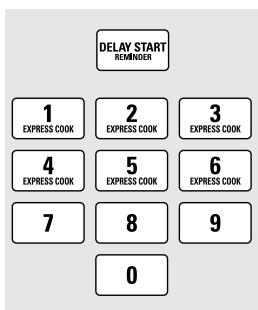 DELAY START
REMINDER
1 2 3
EXPRESS COOK EXPRESS COOK EXPRESS COOK
4 5 6
EXPRESS COOK EXPRESS COOK EXPRESS COOK
7 8 9
0